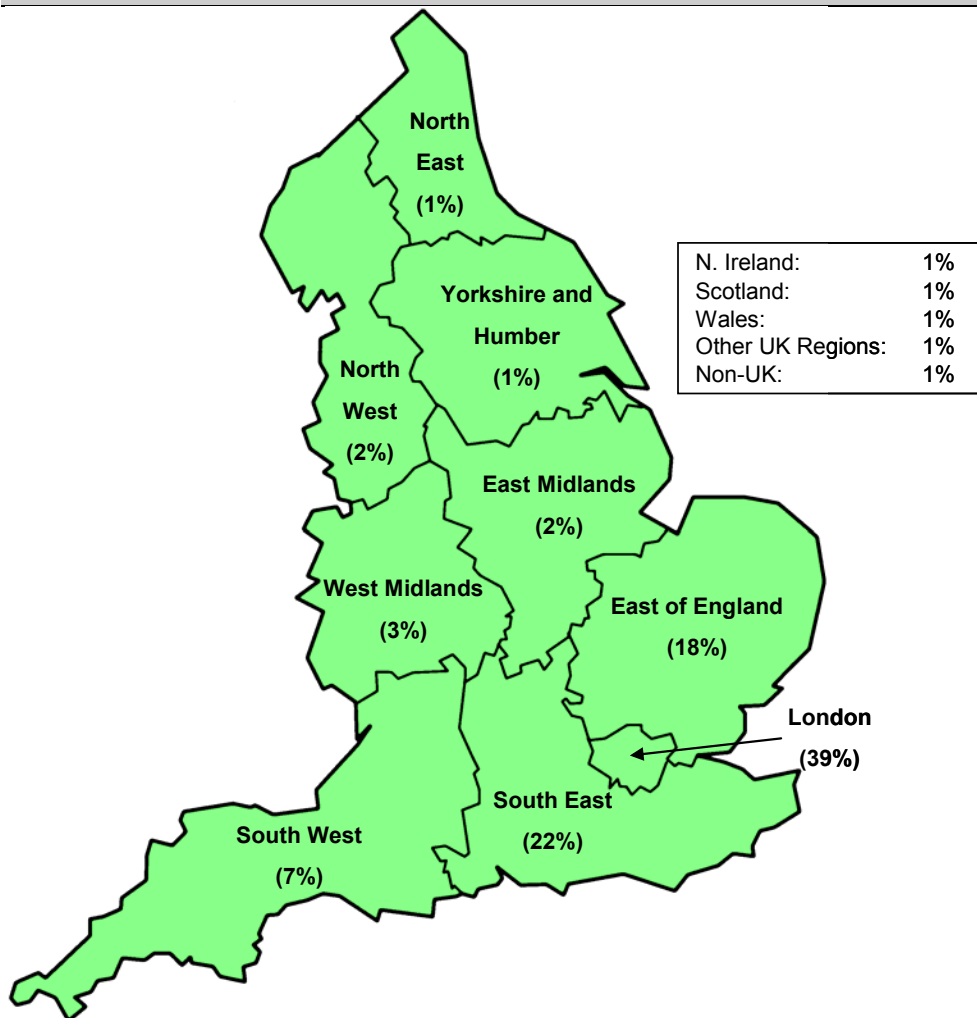 North
East
(1%)
Yorkshire and
Humber
(1%)
N. Ireland: 1%
Scotland: 1%
Wales: 1%
Other UK Regions: 1%
Non-UK: 1%
North
West
(2%)
East Midlands
(2%)
West Midlands
(3%)
East of England
(18%)
London
(39%)
South East
(22%)
South West
(7%)